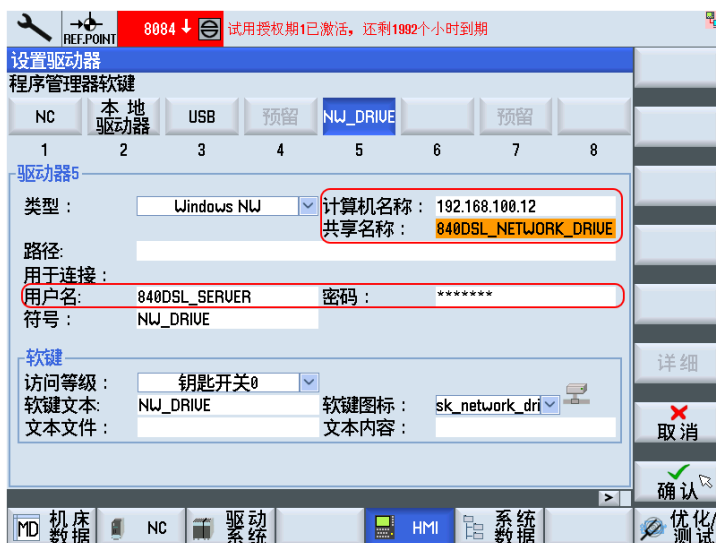 REF.POINT 8084 试用授权期1已激活，还剩1992个小时到期
设置驱动器
程序管理器软键
NC 本地驱动器 USB 预留 NW_DRIVE 预留
1 2 3 4 5 6 7 8
驱动器5
类型： Windows NW 计算机名称： 192.168.100.12
共享名称： 840DSL_NETWORK_DRIVE
路径:
用于连接：
用户名: 840DSL_SERVER 密码： *******
符号： NW_DRIVE
软键
访问等级： 钥匙开关0
软键文本: NW_DRIVE 软键图标： sk_network_dri
文本文件： 文本内容：
详细
取消
确认
MD 机床数据 NC 驱动系统 HMI 系统数据 优化/测试